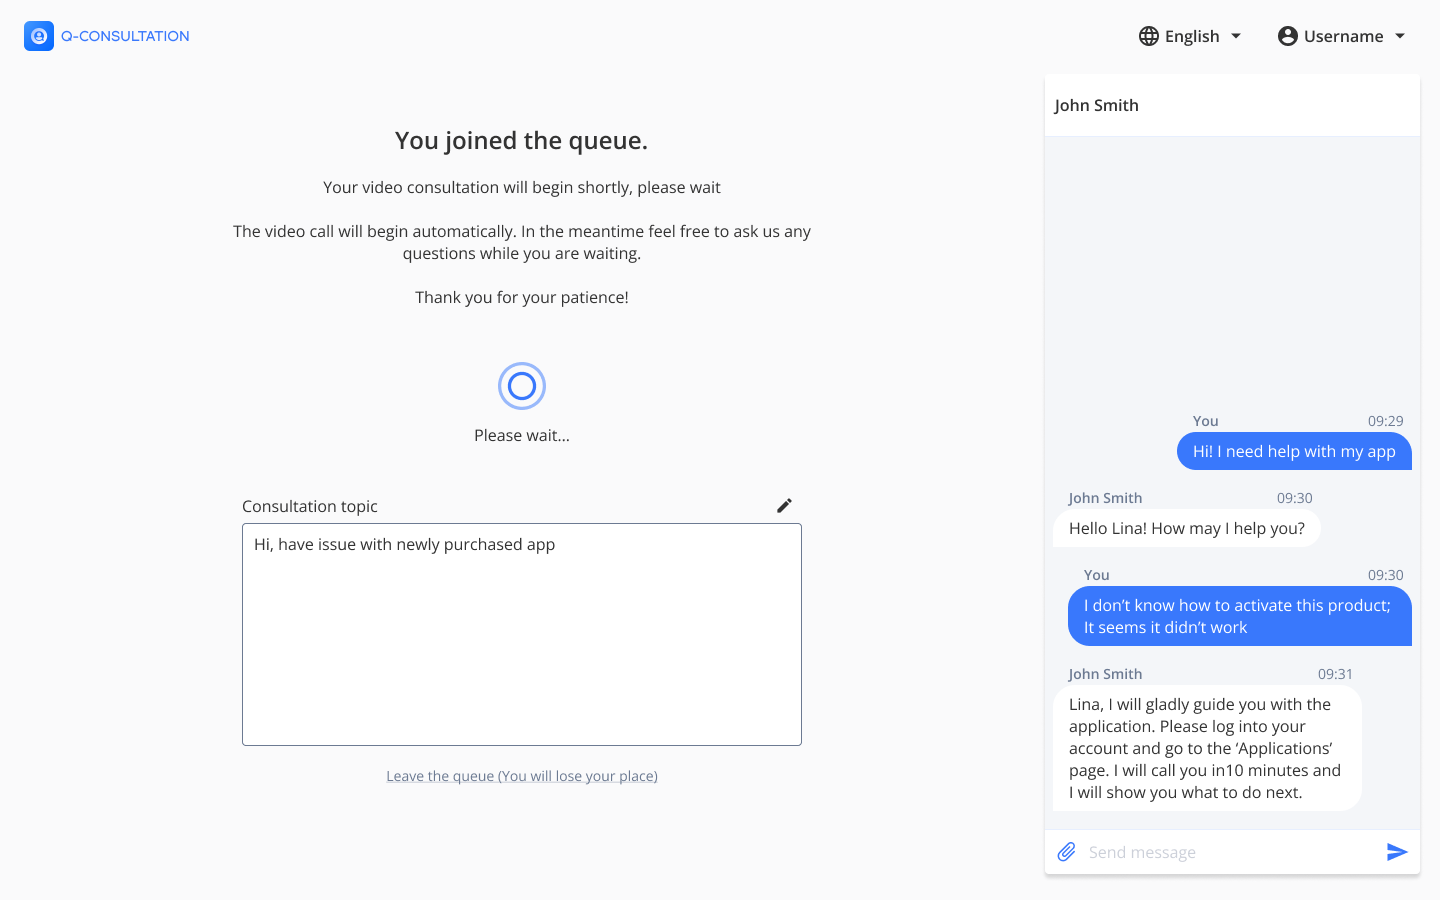 Q-CONSULTATION
English
Username
You joined the queue.
Your video consultation will begin shortly, please wait
The video call will begin automatically. In the meantime feel free to ask us any
questions while you are waiting.
Thank you for your patience!
Please wait...
Consultation topic
Hi, have issue with newly purchased app
Leave the queue (You will lose your place)
John Smith
You 09:29
Hi! I need help with my app
John Smith 09:30
Hello Lina! How may I help you?
You 09:30
I don’t know how to activate this product;
It seems it didn’t work
John Smith 09:31
Lina, I will gladly guide you with the
application. Please log into your
account and go to the ‘Applications’
page. I will call you in10 minutes and
I will show you what to do next.
Send message